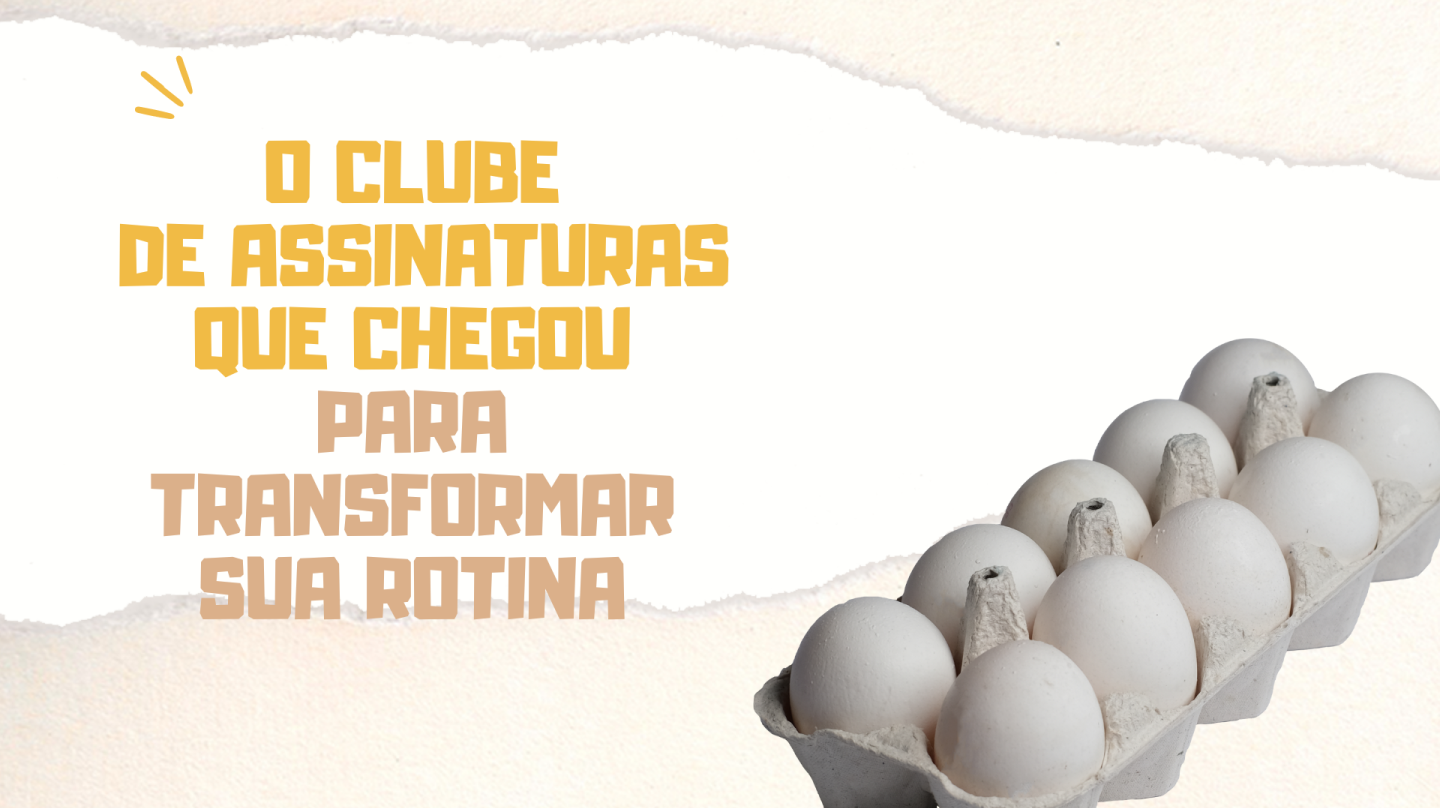 O CLUBE
DE ASSINATURAS
QUE CHEGOU
PARA
TRANSFORMAR
SUA ROTINA